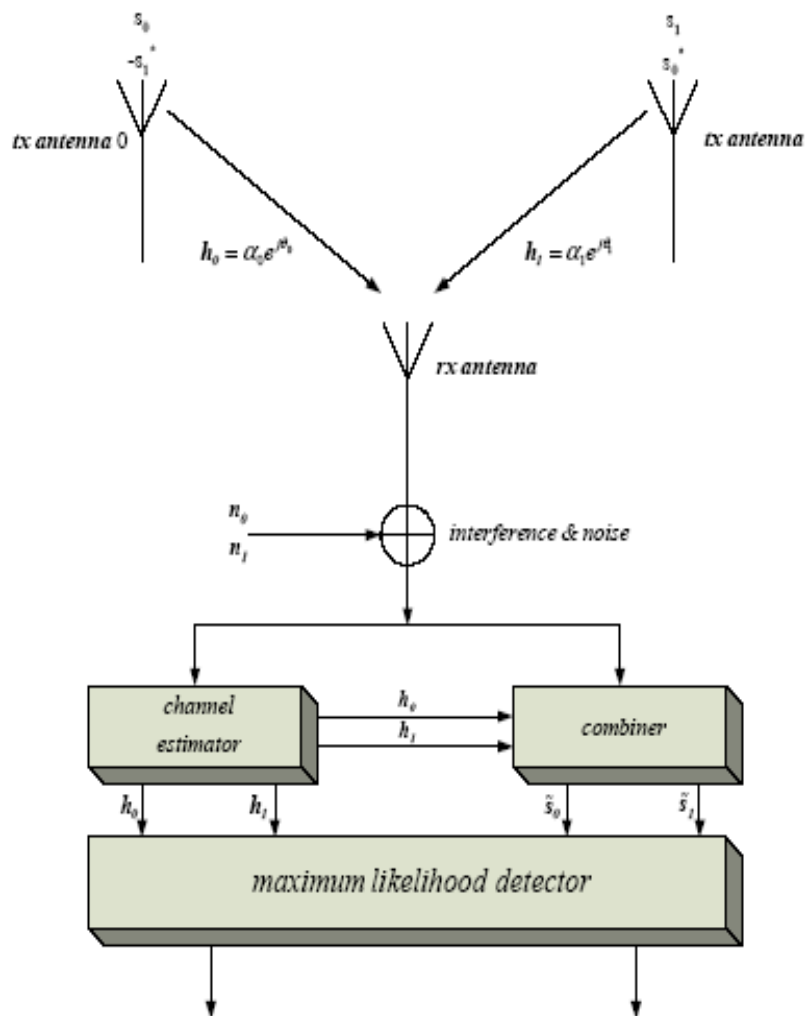 s₀
-s₁*
s₁
s₀*
tx antenna 0
tx antenna
h₀ = α₀e^{jθ₀}
h₁ = α₁e^{jθ₁}
rx antenna
n₀
n₁
interference & noise
channel
estimator
h₀
h₁
combiner
h₀
h₁
s̃₀
s̃₁
maximum likelihood detector